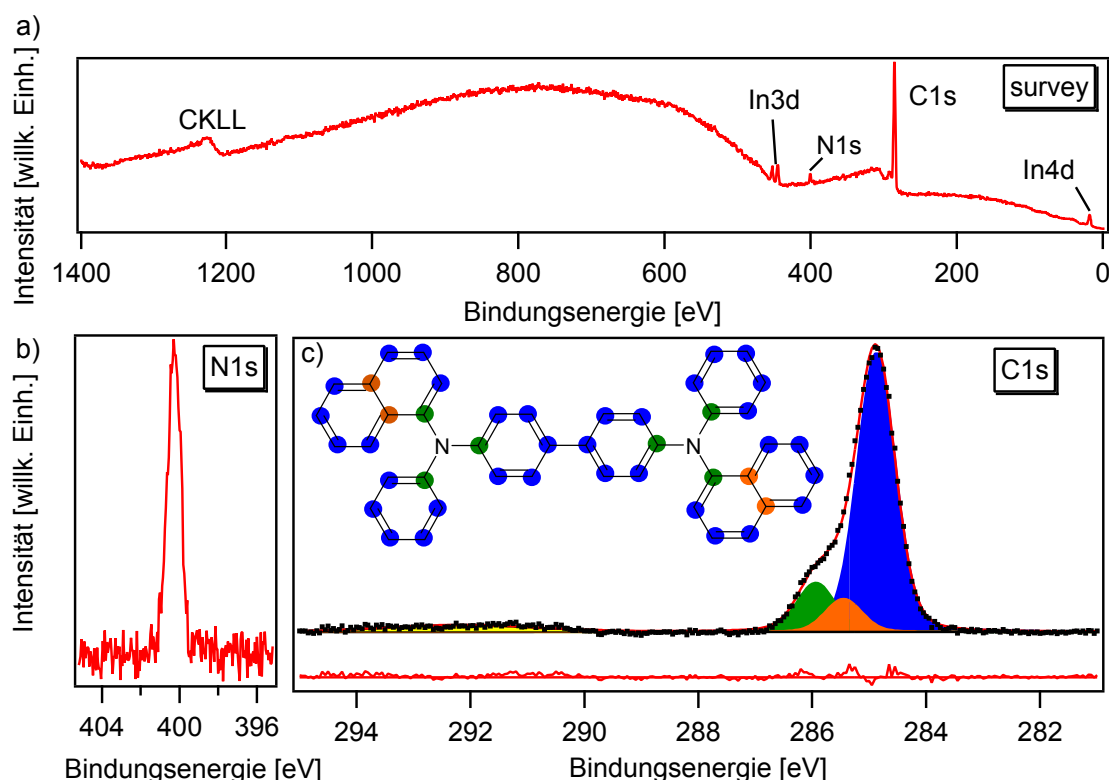 a)
Intensität [willk. Einh.]
survey
CKLL
In3d
N1s
C1s
In4d
1400 1200 1000 800 600 400 200 0
Bindungsenergie [eV]
b)
Intensität [willk. Einh.]
N1s
404 400 396
Bindungsenergie [eV]
c)
C1s
N
N
294 292 290 288 286 284 282
Bindungsenergie [eV]